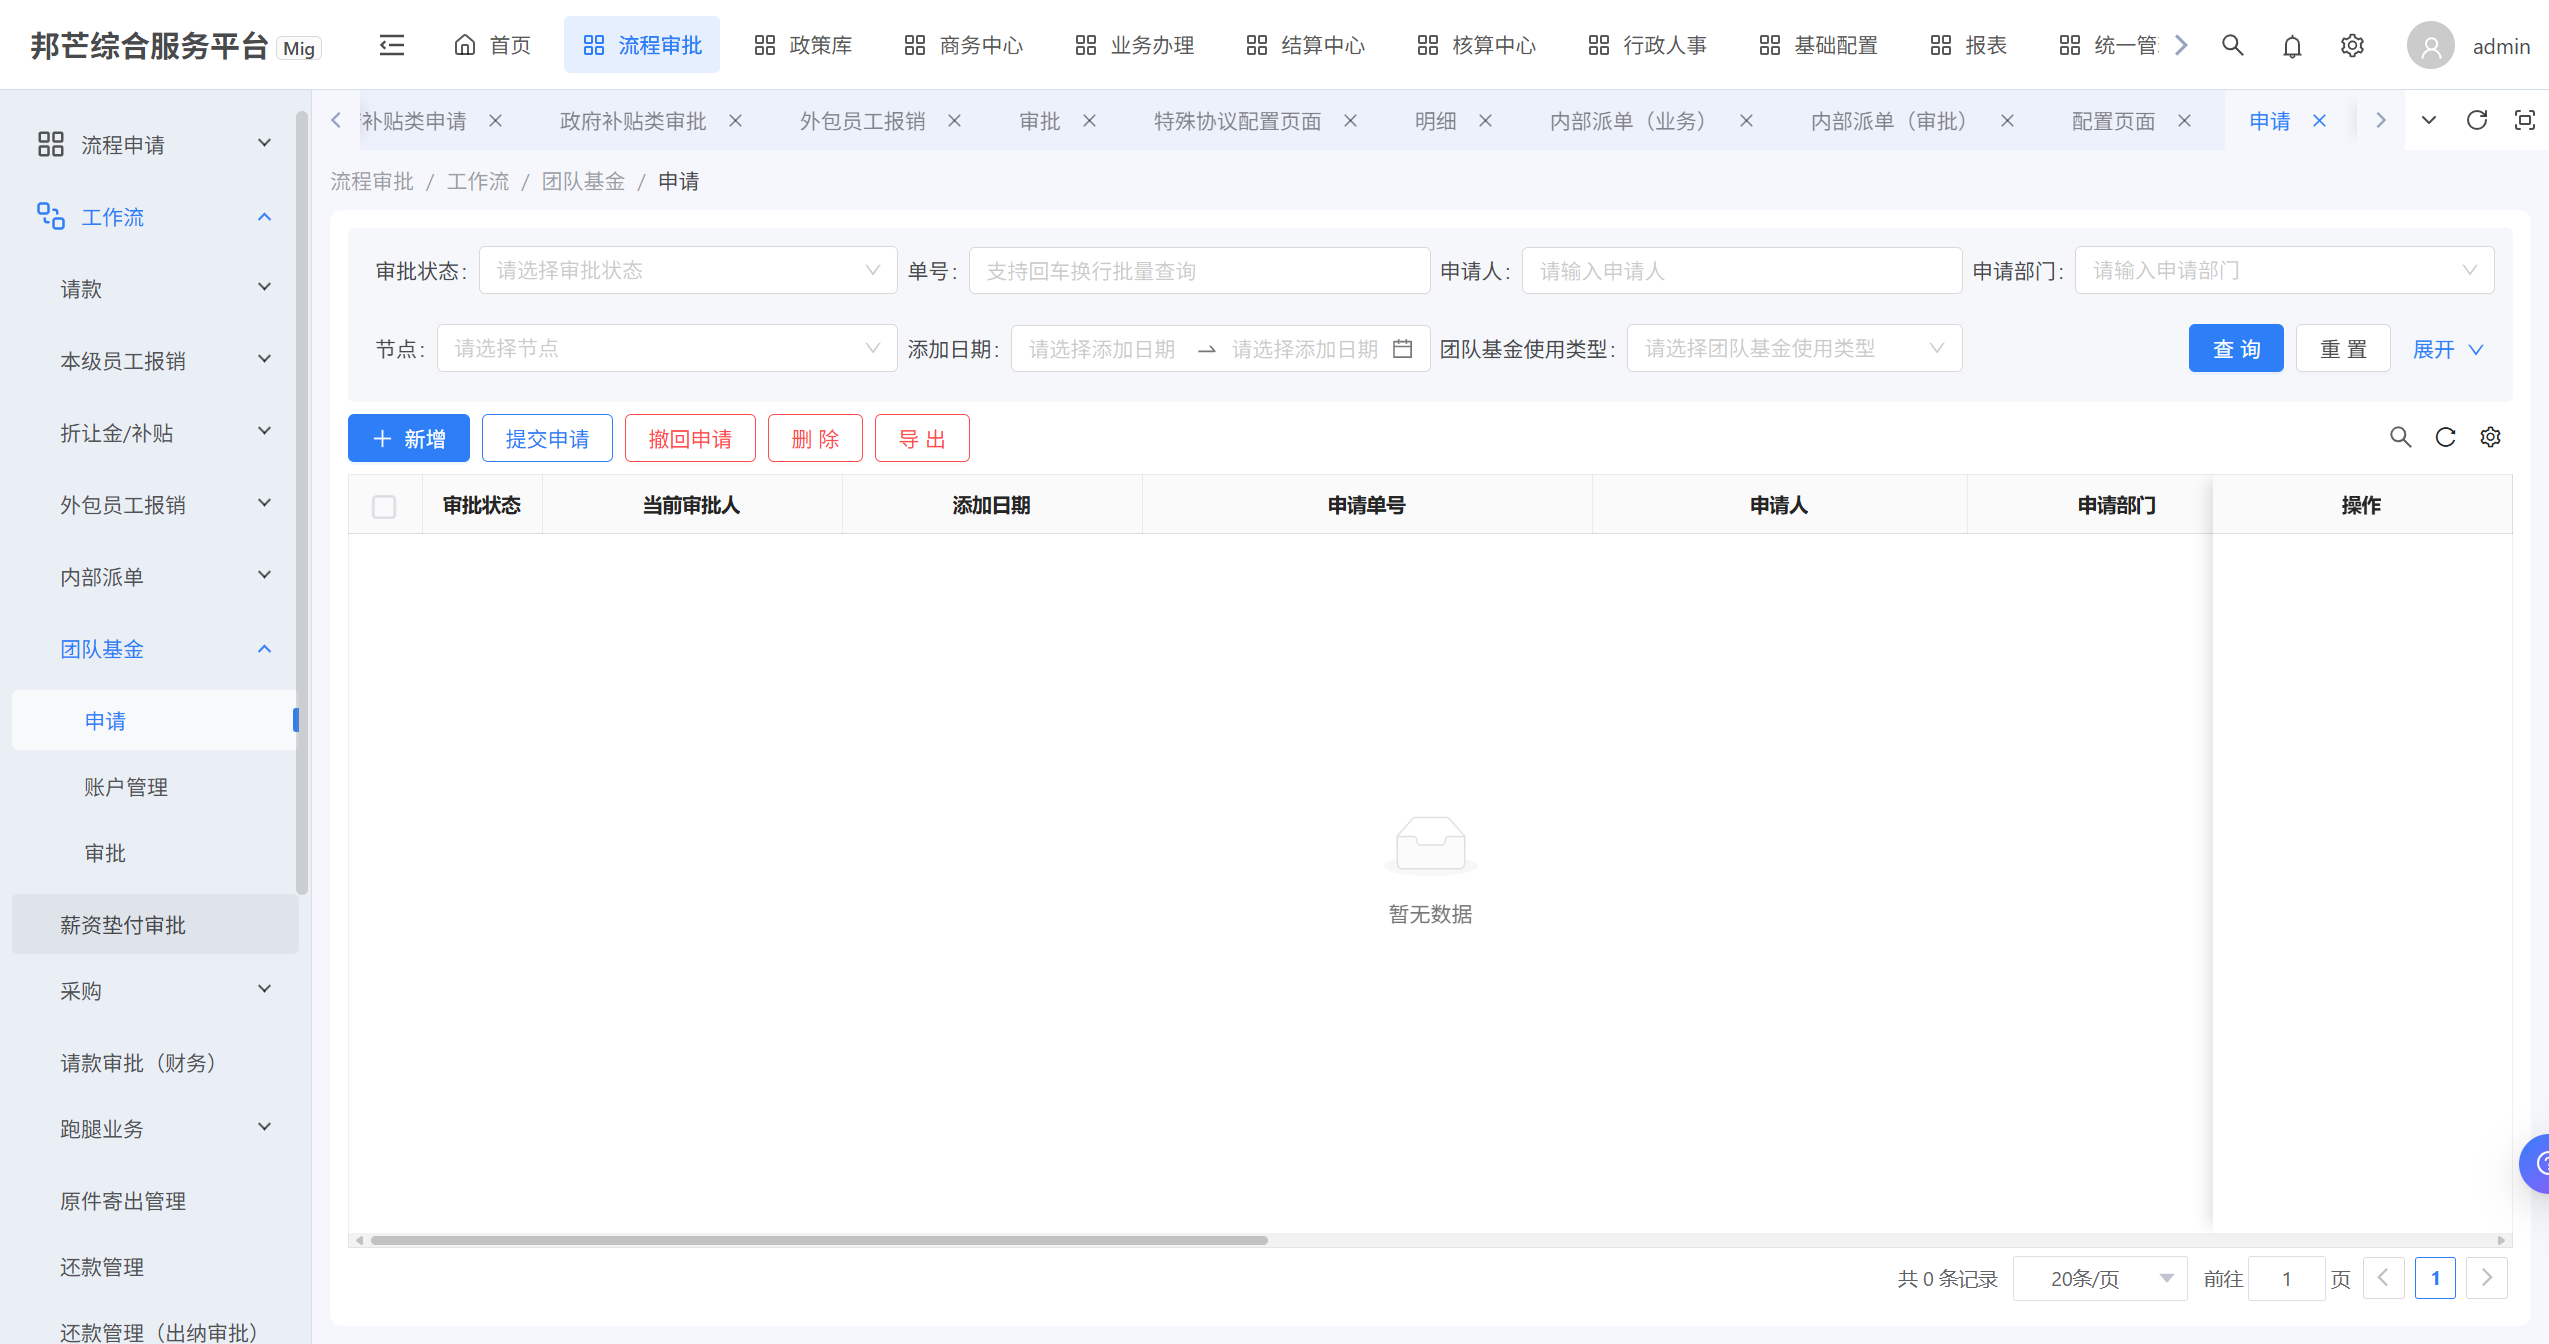 邦芒综合服务平台 Mig
首页 流程审批 政策库 商务中心 业务办理 结算中心 核算中心 行政人事 基础配置 报表 统一管 admin
补贴类申请 政府补贴类审批 外包员工报销 审批 特殊协议配置页面 明细 内部派单（业务） 内部派单（审批） 配置页面 申请
流程审批 / 工作流 / 团队基金 / 申请
流程申请
工作流
请款
本级员工报销
折让金/补贴
外包员工报销
内部派单
团队基金
申请
账户管理
审批
薪资垫付审批
采购
请款审批（财务）
跑腿业务
原件寄出管理
还款管理
还款管理（出纳审批）
审批状态: 请选择审批状态 单号: 支持回车换行批量查询 申请人: 请输入申请人 申请部门: 请输入申请部门
节点: 请选择节点 添加日期: 请选择添加日期 请选择添加日期 团队基金使用类型: 请选择团队基金使用类型 查 询 重 置 展开
新增 提交申请 撤回申请 删 除 导 出
审批状态 当前审批人 添加日期 申请单号 申请人 申请部门 操作
暂无数据
共 0 条记录 20条/页 前往 1 页 1